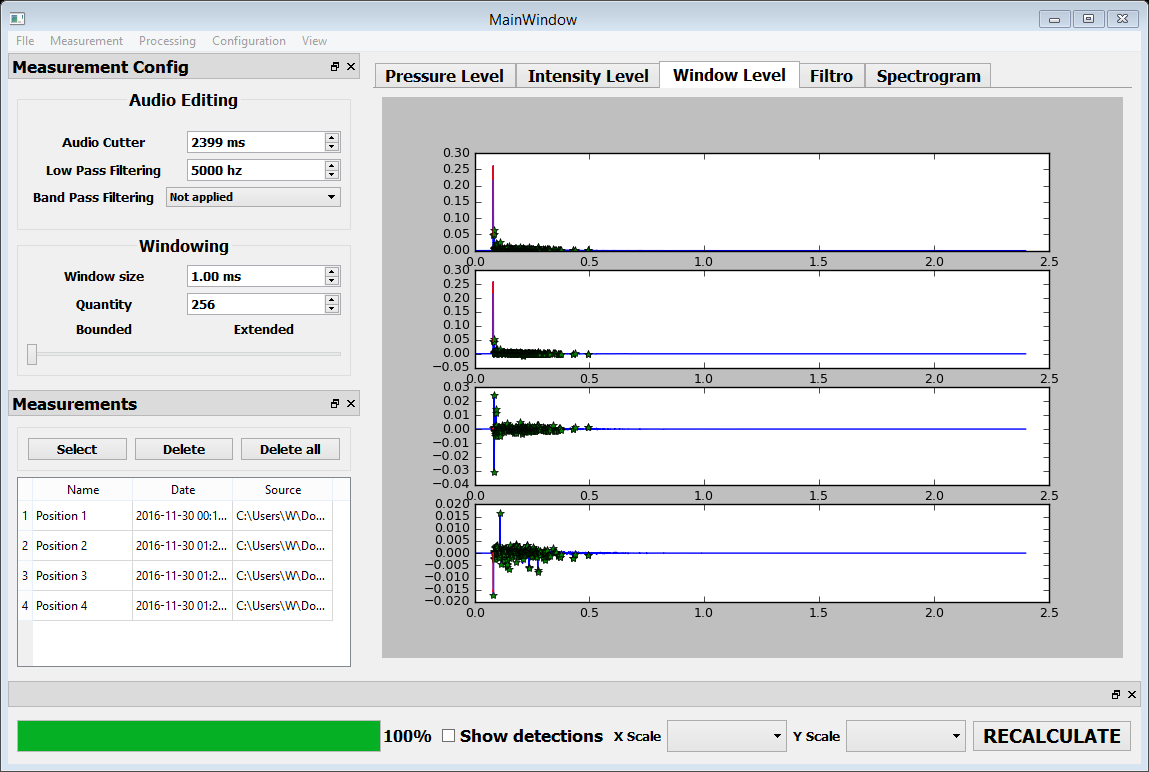 MainWindow
FIle Measurement Processing Configuration View
Measurement Config
Audio Editing
Audio Cutter 2399 ms
Low Pass Filtering 5000 hz
Band Pass Filtering Not applied
Windowing
Window size 1.00 ms
Quantity 256
Bounded Extended
Measurements
Select Delete Delete all
Name Date Source
1 Position 1 2016-11-30 00:1... C:\Users\W\Do...
2 Position 2 2016-11-30 01:2... C:\Users\W\Do...
3 Position 3 2016-11-30 01:2... C:\Users\W\Do...
4 Position 4 2016-11-30 01:2... C:\Users\W\Do...
Pressure Level Intensity Level Window Level Filtro Spectrogram
0.30
0.25
0.20
0.15
0.10
0.05
0.00
0.0 0.5 1.0 1.5 2.0 2.5
0.30
0.25
0.20
0.15
0.10
0.05
0.00
−0.05
0.0 0.5 1.0 1.5 2.0 2.5
0.03
0.02
0.01
0.00
−0.01
−0.02
−0.03
−0.04
0.0 0.5 1.0 1.5 2.0 2.5
0.020
0.015
0.010
0.005
0.000
−0.005
−0.010
−0.015
−0.020
0.0 0.5 1.0 1.5 2.0 2.5
100% Show detections X Scale Y Scale RECALCULATE